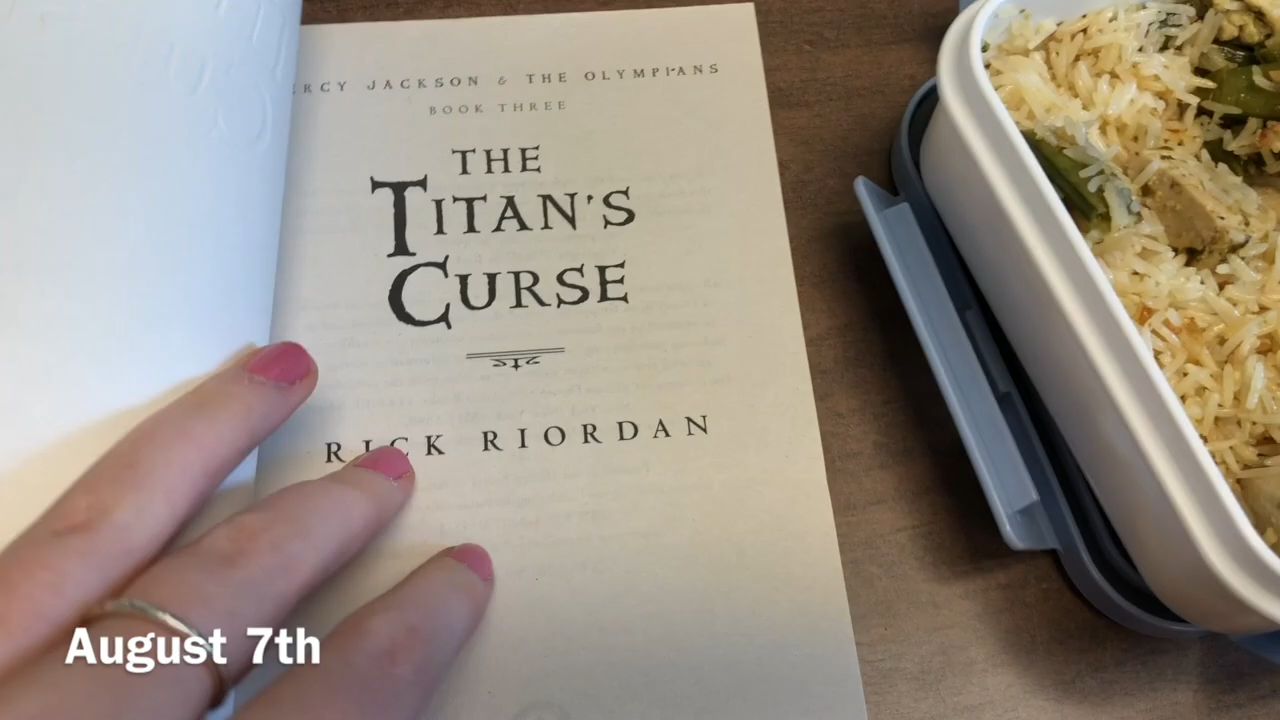 RCY JACKSON & THE OLYMPIANS
BOOK THREE
THE
TITAN'S
CURSE
RICK RIORDAN
August 7th